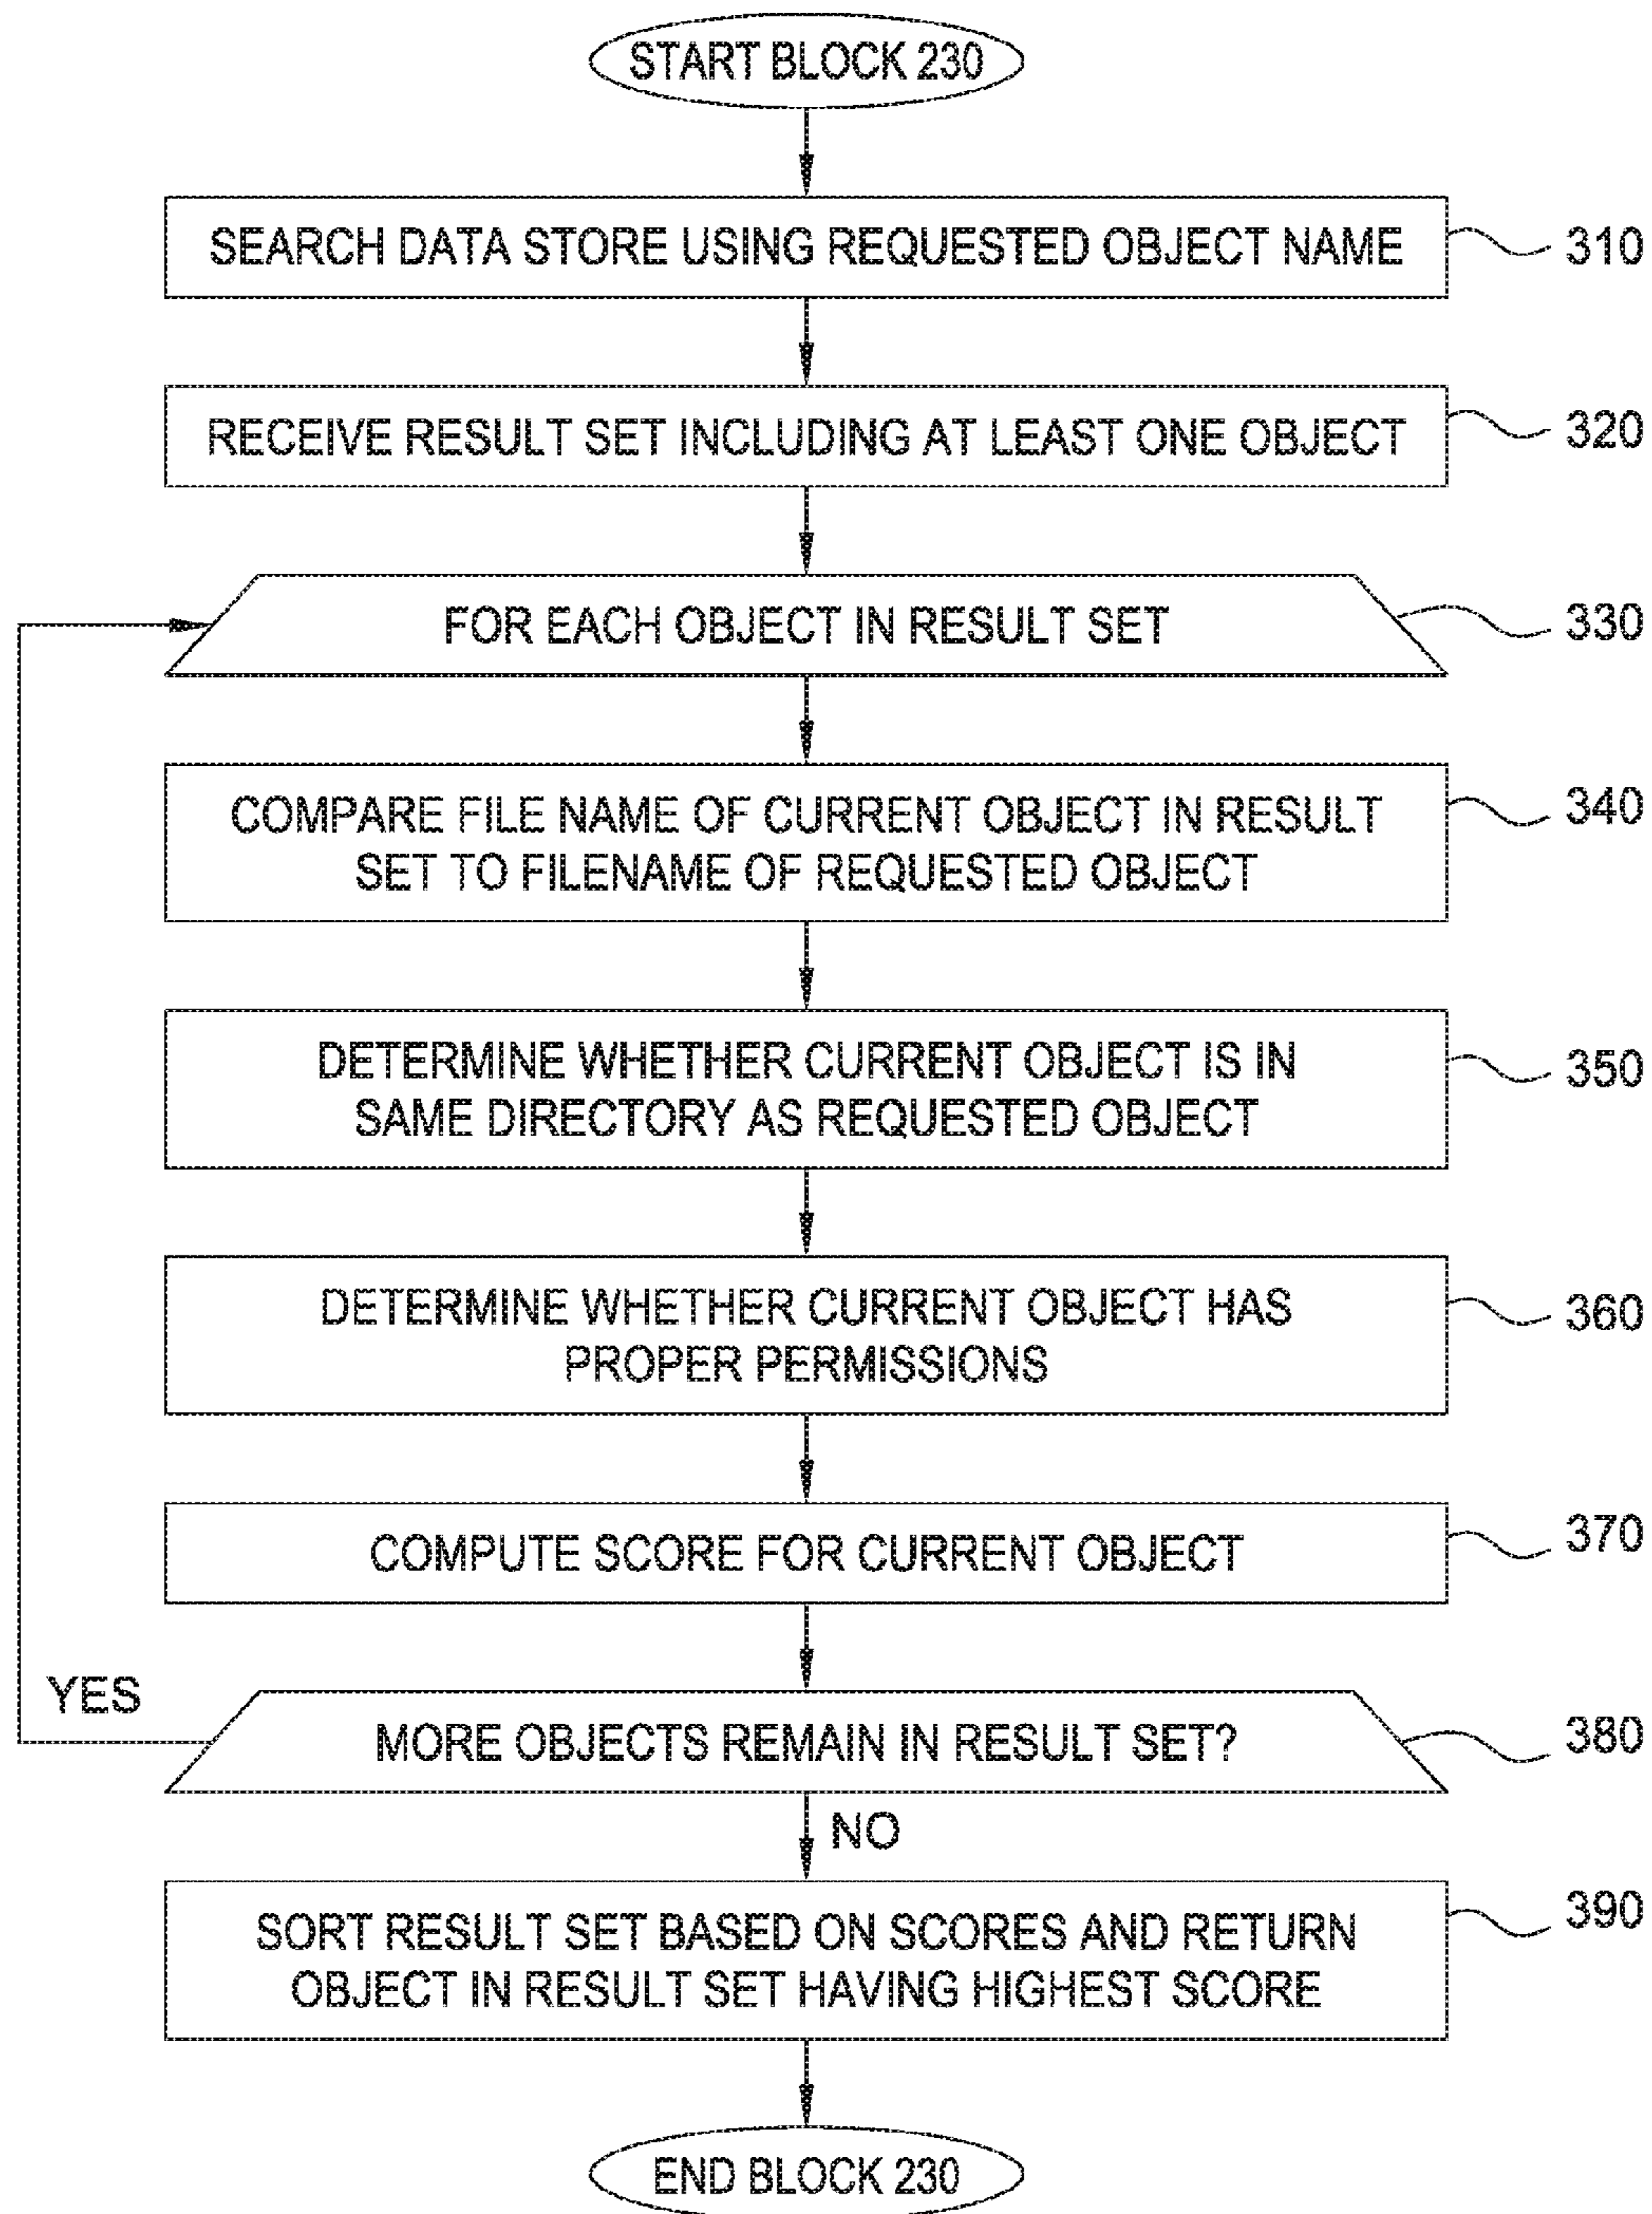 START BLOCK 230
SEARCH DATA STORE USING REQUESTED OBJECT NAME
310
RECEIVE RESULT SET INCLUDING AT LEAST ONE OBJECT
320
FOR EACH OBJECT IN RESULT SET
330
COMPARE FILE NAME OF CURRENT OBJECT IN RESULT
SET TO FILENAME OF REQUESTED OBJECT
340
DETERMINE WHETHER CURRENT OBJECT IS IN
SAME DIRECTORY AS REQUESTED OBJECT
350
DETERMINE WHETHER CURRENT OBJECT HAS
PROPER PERMISSIONS
360
COMPUTE SCORE FOR CURRENT OBJECT
370
YES
MORE OBJECTS REMAIN IN RESULT SET?
380
NO
SORT RESULT SET BASED ON SCORES AND RETURN
OBJECT IN RESULT SET HAVING HIGHEST SCORE
390
END BLOCK 230